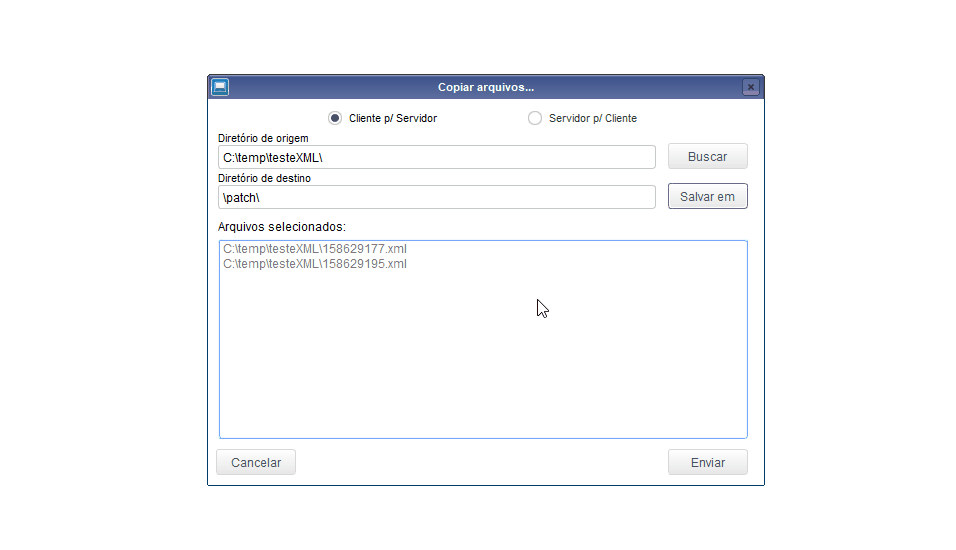 Copiar arquivos...
Cliente p/ Servidor
Servidor p/ Cliente
Diretório de origem
C:\temp\testeXML\
Buscar
Diretório de destino
\patch\
Salvar em
Arquivos selecionados:
C:\temp\testeXML\158629177.xml
C:\temp\testeXML\158629195.xml
Cancelar
Enviar